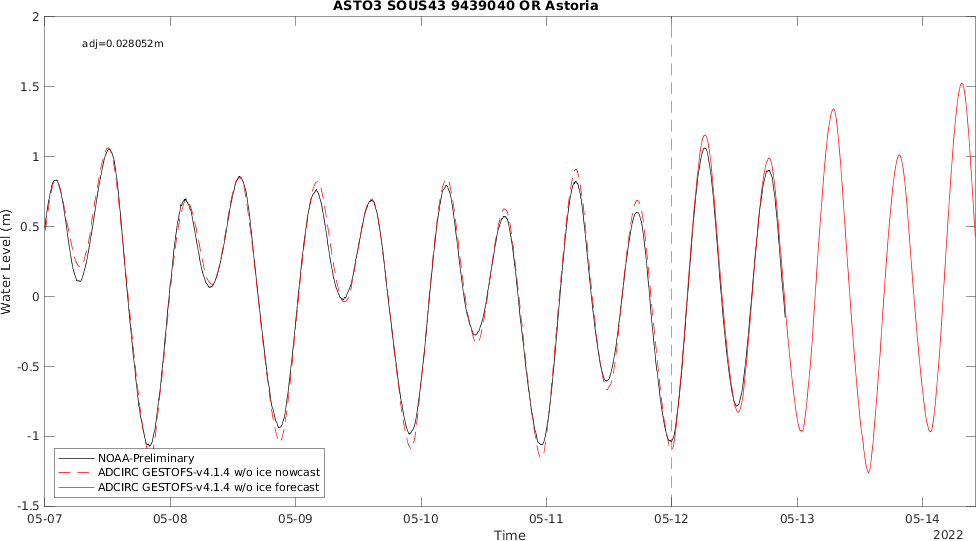 ASTO3 SOUS43 9439040 OR Astoria
adj=0.028052m
Water Level (m)
2
1.5
1
0.5
0
-0.5
-1
-1.5
NOAA-Preliminary
ADCIRC GESTOFS-v4.1.4 w/o ice nowcast
ADCIRC GESTOFS-v4.1.4 w/o ice forecast
05-07 05-08 05-09 05-10 05-11 05-12 05-13 05-14
Time
2022